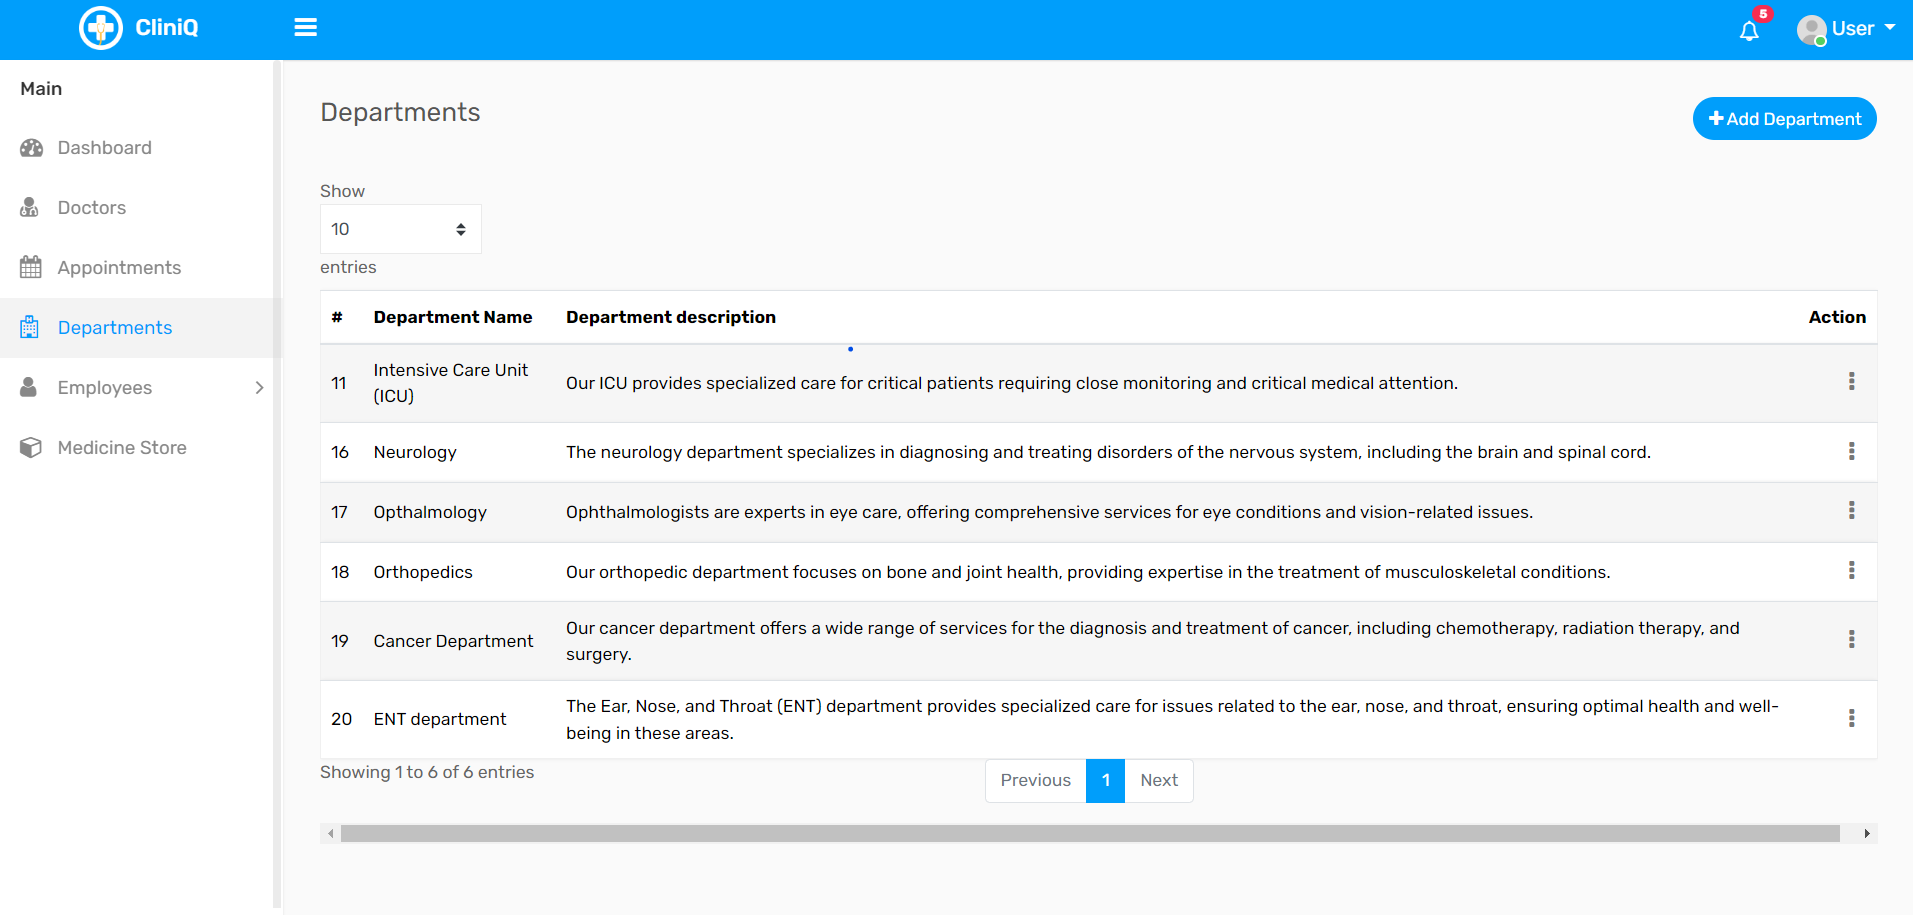 CliniQ
5
User
Main
Dashboard
Doctors
Appointments
Departments
Employees
Medicine Store
Departments
Add Department
Show
10
entries
# Department Name Department description Action
11 Intensive Care Unit (ICU) Our ICU provides specialized care for critical patients requiring close monitoring and critical medical attention.
16 Neurology The neurology department specializes in diagnosing and treating disorders of the nervous system, including the brain and spinal cord.
17 Opthalmology Ophthalmologists are experts in eye care, offering comprehensive services for eye conditions and vision-related issues.
18 Orthopedics Our orthopedic department focuses on bone and joint health, providing expertise in the treatment of musculoskeletal conditions.
19 Cancer Department Our cancer department offers a wide range of services for the diagnosis and treatment of cancer, including chemotherapy, radiation therapy, and
surgery.
20 ENT department The Ear, Nose, and Throat (ENT) department provides specialized care for issues related to the ear, nose, and throat, ensuring optimal health and well-
being in these areas.
Showing 1 to 6 of 6 entries
Previous 1 Next